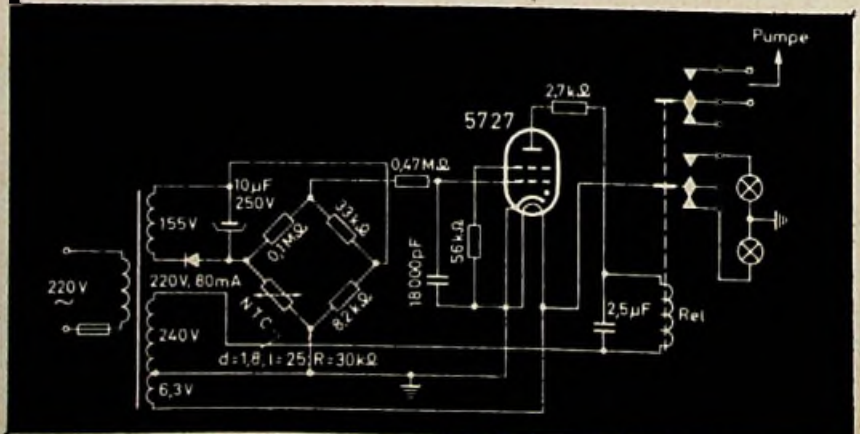 Pumpe
2,7kΩ
5727
10µF
250V
0,47MΩ
155V
0,1MΩ
33kΩ
56kΩ
18000pF
220V, 80mA
220V
~
NTC
8,2kΩ
2,5µF
Rel
240V
d=1,8, l=25; R=30kΩ
6,3V